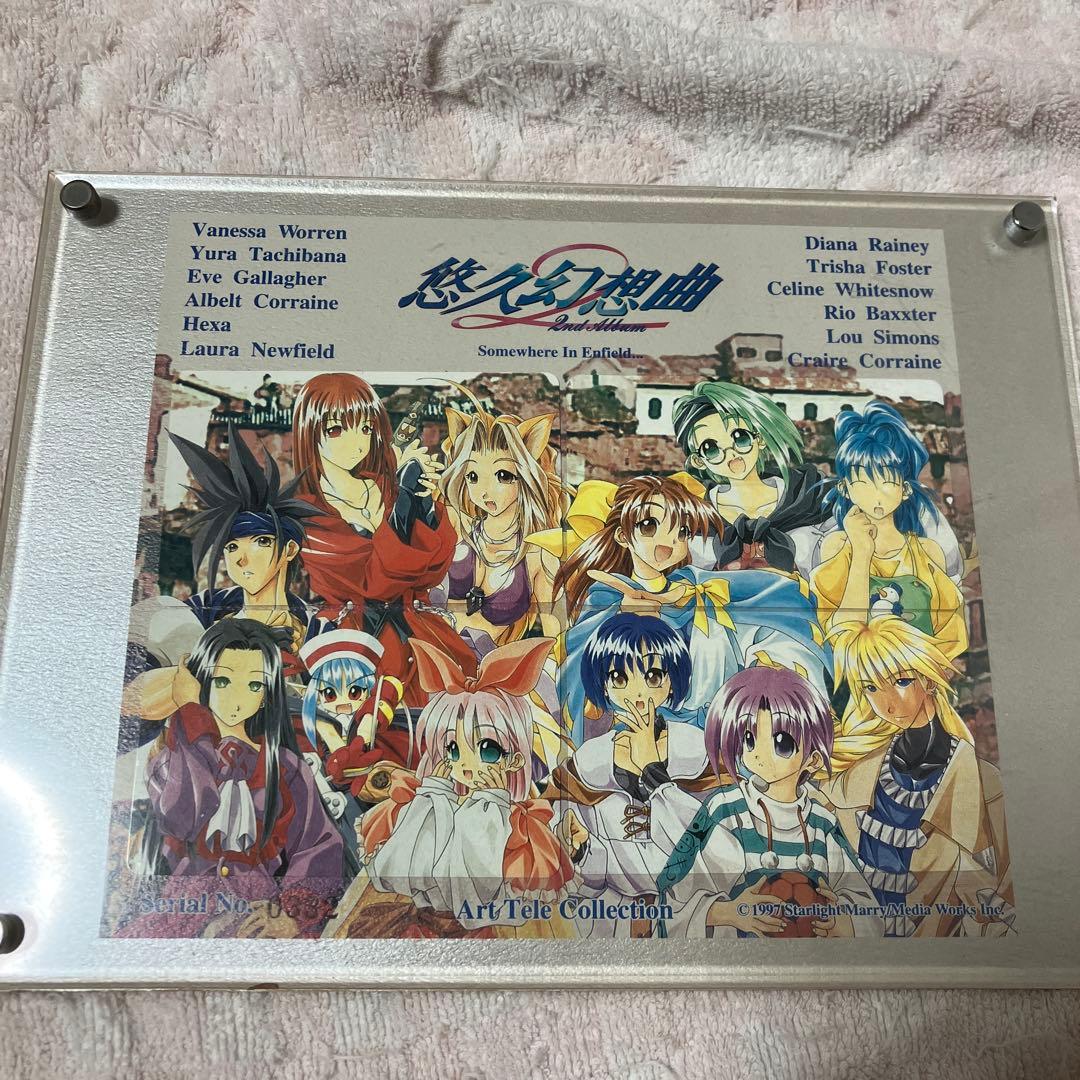 Vanessa Worren
Yura Tachibana
Eve Gallagher
Albelt Corraine
Hexa
Laura Newfield
悠久幻想曲
2
2nd Album
Somewhere In Enfield...
Diana Rainey
Trisha Foster
Celine Whitesnow
Rio Baxxter
Lou Simons
Craire Corraine
Serial No. 0382
Art Tele Collection
©1997 Starlight Marry/Media Works Inc.